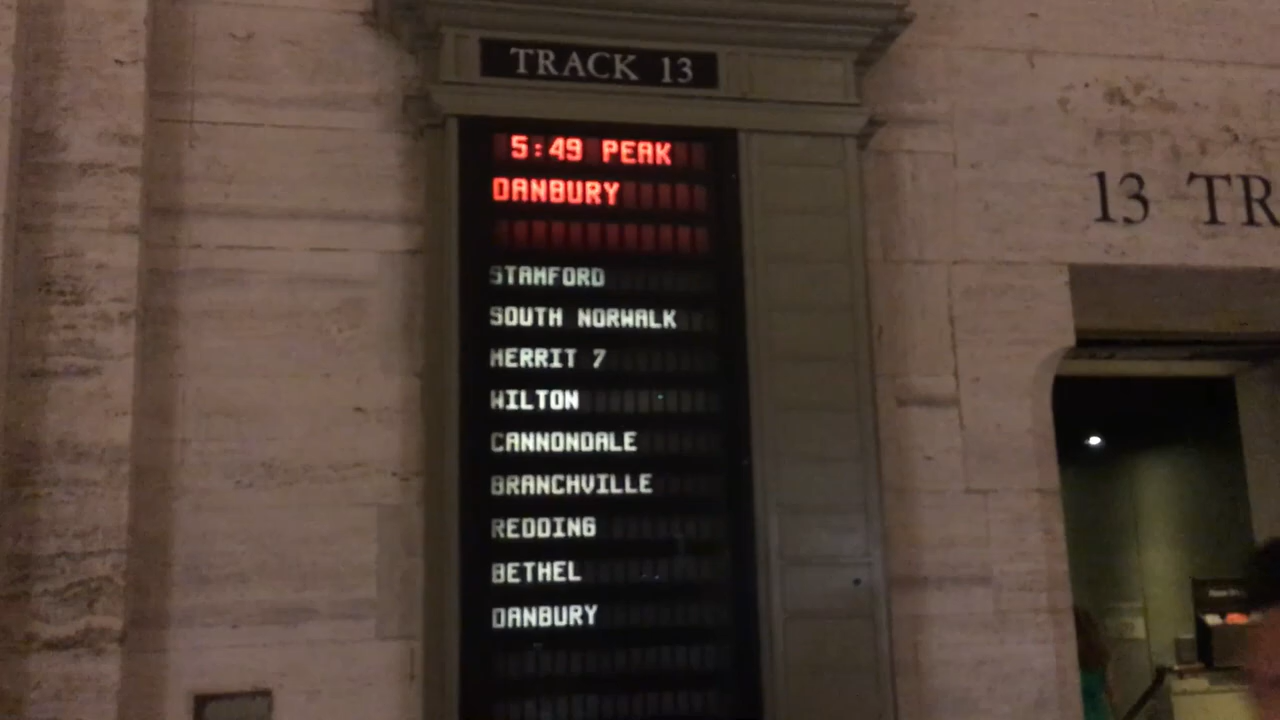 TRACK 13
5:49 PEAK
DANBURY
STAMFORD
SOUTH NORWALK
MERRIT 7
WILTON
CANNONDALE
BRANCHVILLE
REDDING
BETHEL
DANBURY
13 TR